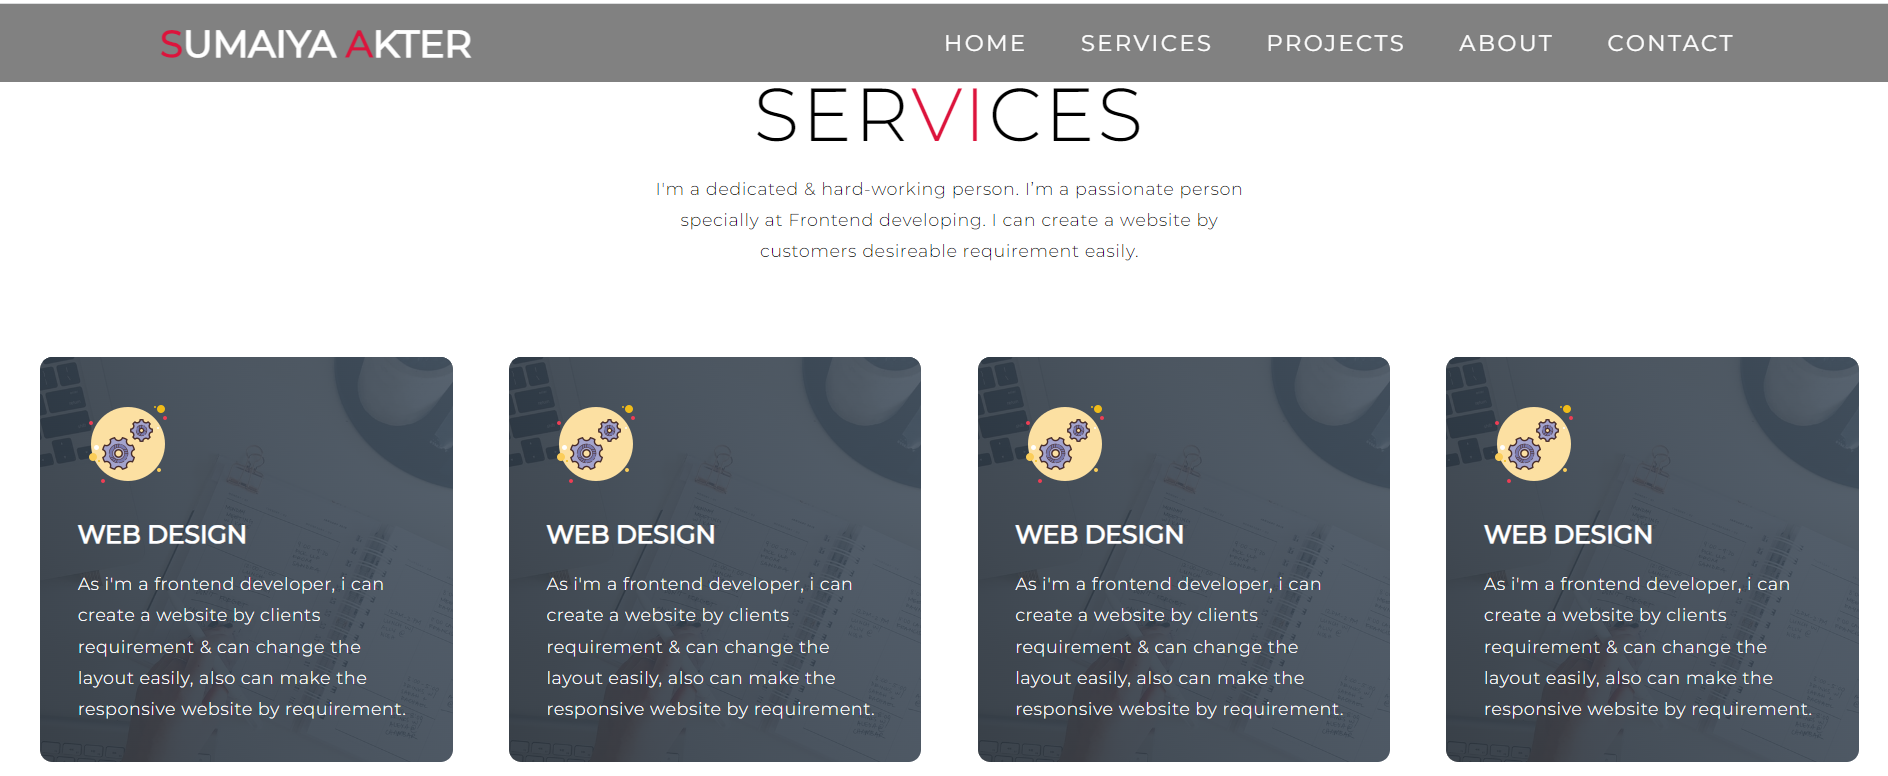 SUMAIYA AKTER
HOME SERVICES PROJECTS ABOUT CONTACT
SERVICES
I'm a dedicated & hard-working person. I'm a passionate person
specially at Frontend developing. I can create a website by
customers desireable requirement easily.
WEB DESIGN
As i'm a frontend developer, i can
create a website by clients
requirement & can change the
layout easily, also can make the
responsive website by requirement.
WEB DESIGN
As i'm a frontend developer, i can
create a website by clients
requirement & can change the
layout easily, also can make the
responsive website by requirement.
WEB DESIGN
As i'm a frontend developer, i can
create a website by clients
requirement & can change the
layout easily, also can make the
responsive website by requirement.
WEB DESIGN
As i'm a frontend developer, i can
create a website by clients
requirement & can change the
layout easily, also can make the
responsive website by requirement.